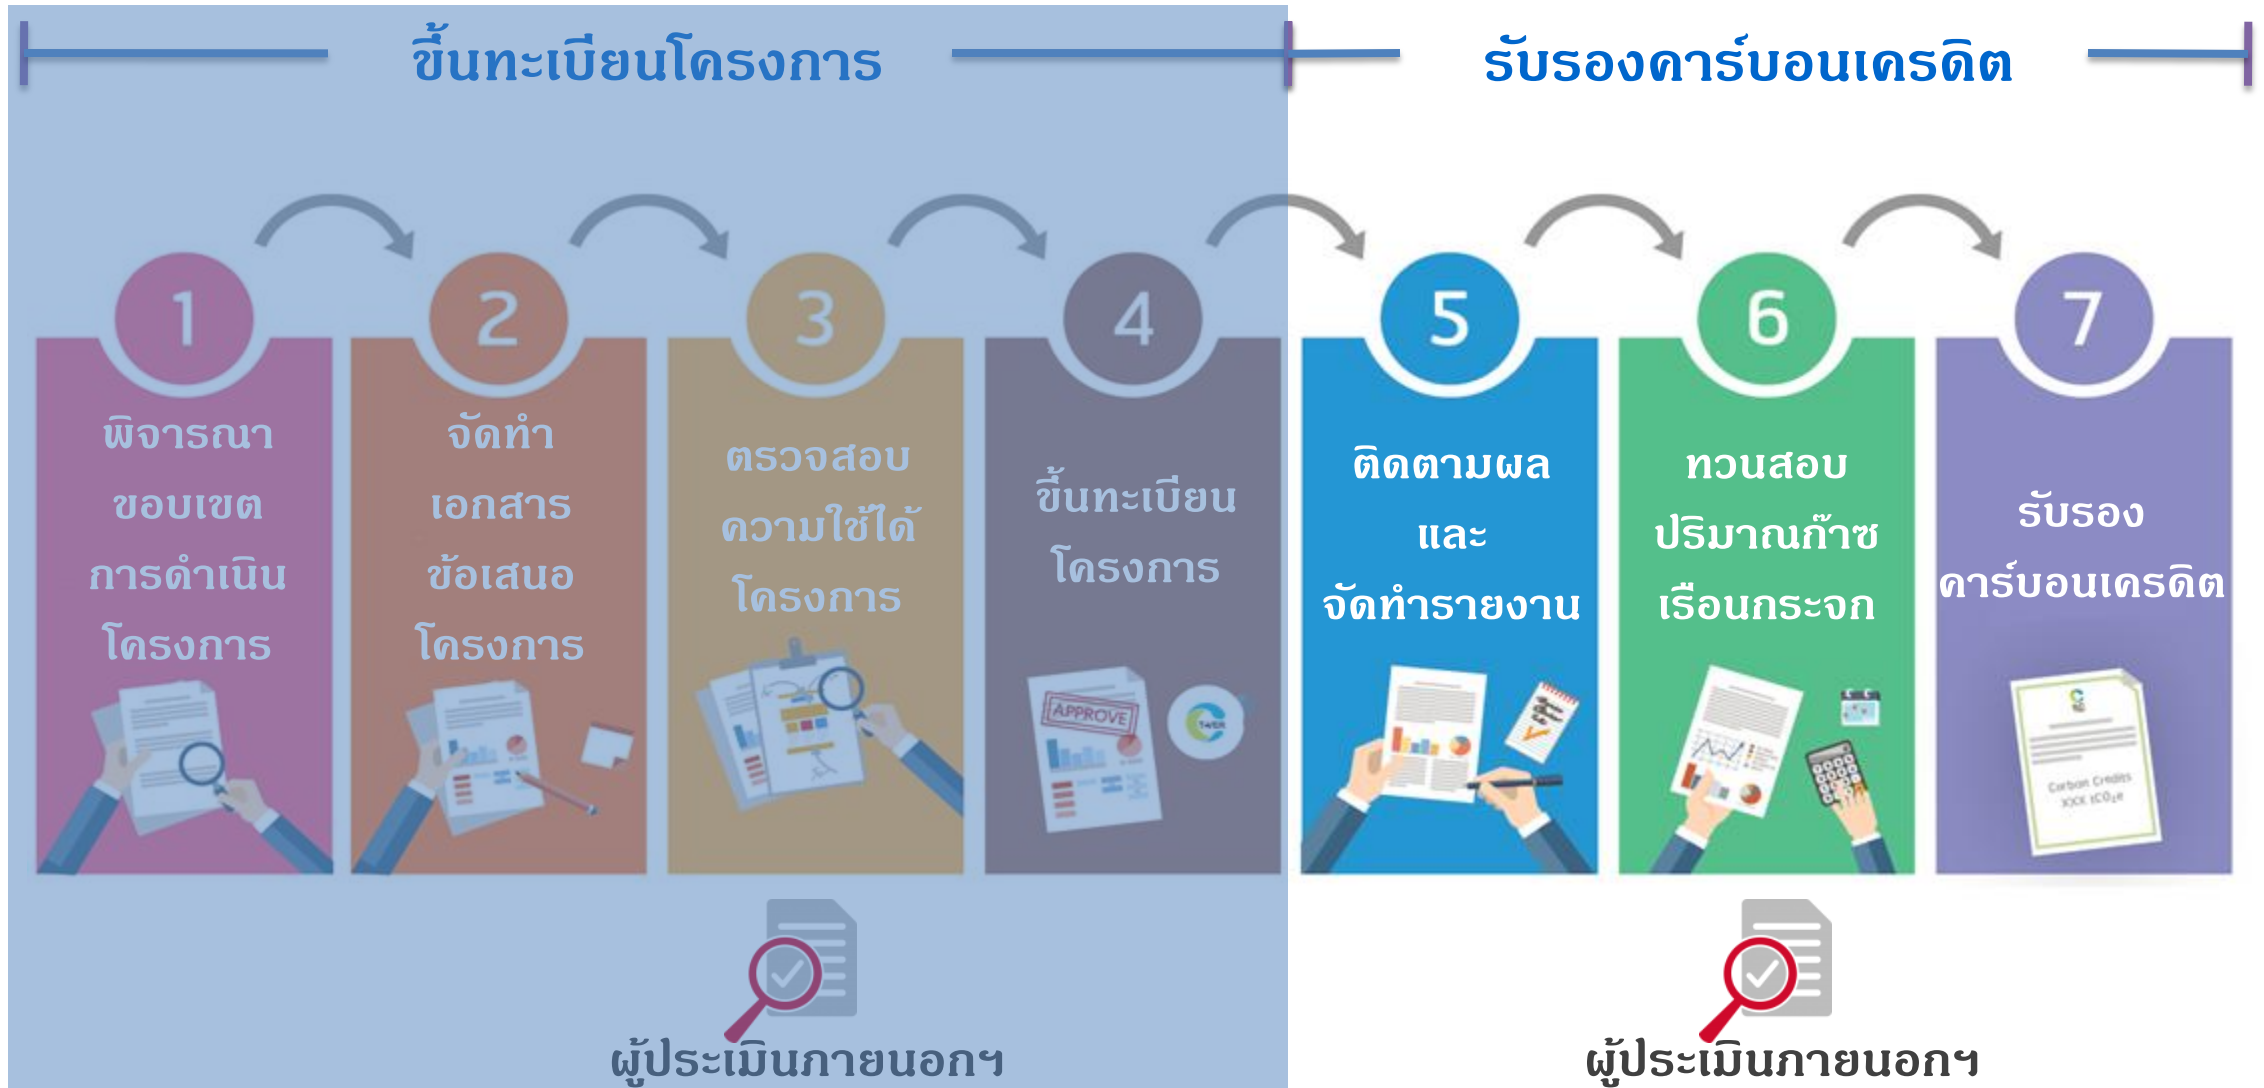 ขึ้นทะเบียนโครงการ
รับรองคาร์บอนเครดิต
1
พิจารณา
ขอบเขต
การดำเนิน
โครงการ
2
จัดทำ
เอกสาร
ข้อเสนอ
โครงการ
3
ตรวจสอบ
ความใช้ได้
โครงการ
4
ขึ้นทะเบียน
โครงการ
APPROVE
T-VER
5
ติดตามผล
และ
จัดทำรายงาน
6
ทวนสอบ
ปริมาณก๊าซ
เรือนกระจก
7
รับรอง
คาร์บอนเครดิต
Carbon Credits
XXX tCO₂e
ผู้ประเมินภายนอกฯ
ผู้ประเมินภายนอกฯ